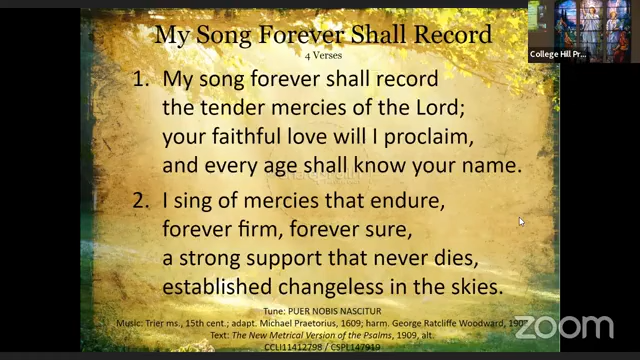 My Song Forever Shall Record
4 Verses
1. My song forever shall record
the tender mercies of the Lord;
your faithful love will I proclaim,
and every age shall know your name.
2. I sing of mercies that endure,
forever firm, forever sure,
a strong support that never dies,
established changeless in the skies.
Tune: PUER NOBIS NASCITUR
Music: Trier ms., 15th cent.; adapt. Michael Praetorius, 1609; harm. George Ratcliffe Woodward,
Text: The New Metrical Version of the Psalms, 1909, alt.
CCLI11412798 / CSPL147919
College Hill Pr...
zoom